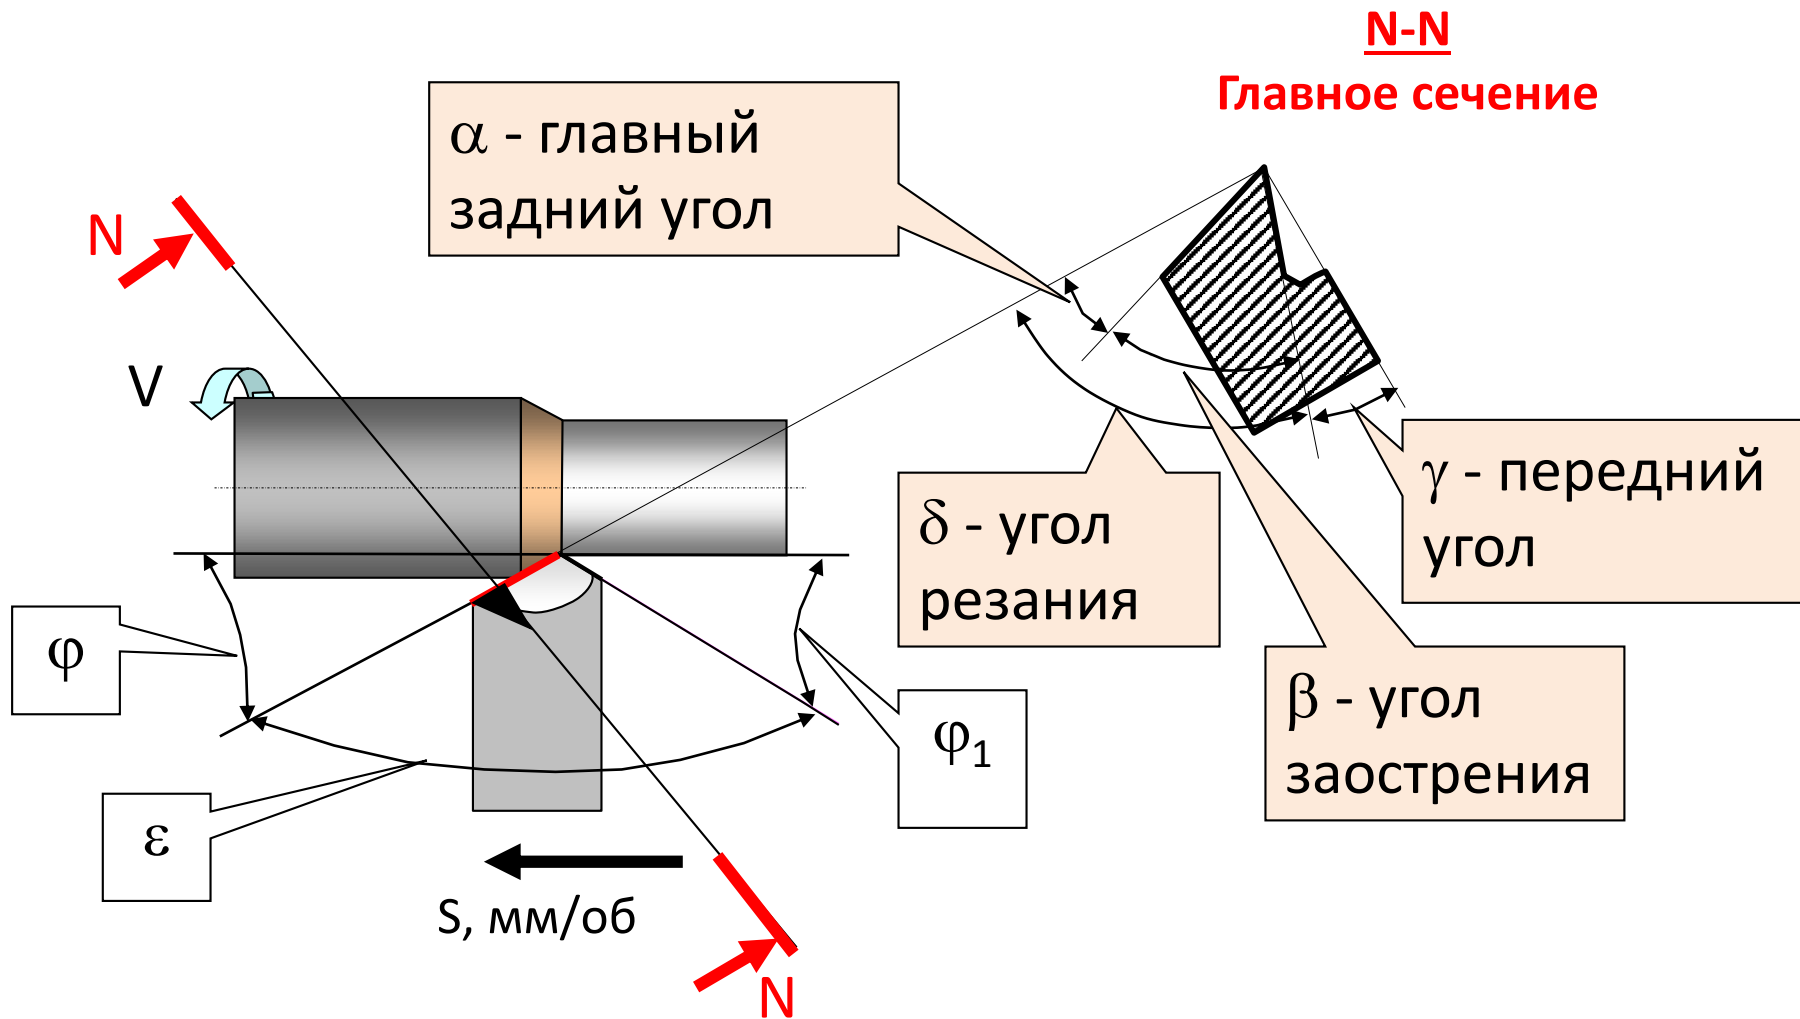 N-N
Главное сечение
α - главный
задний угол
N
V
γ - передний
угол
δ - угол
резания
φ
φ1
β - угол
заострения
ε
S, мм/об
N